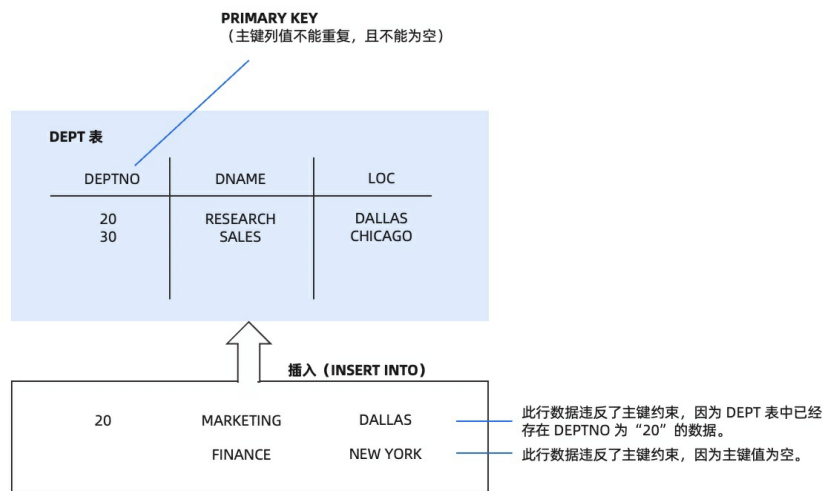 PRIMARY KEY
（主键列值不能重复，且不能为空）
DEPT 表
DEPTNO DNAME LOC
20 RESEARCH DALLAS
30 SALES CHICAGO
插入（INSERT INTO）
20 MARKETING DALLAS
此行数据违反了主键约束，因为 DEPT 表中已经
存在 DEPTNO 为“20”的数据。
FINANCE NEW YORK
此行数据违反了主键约束，因为主键值为空。